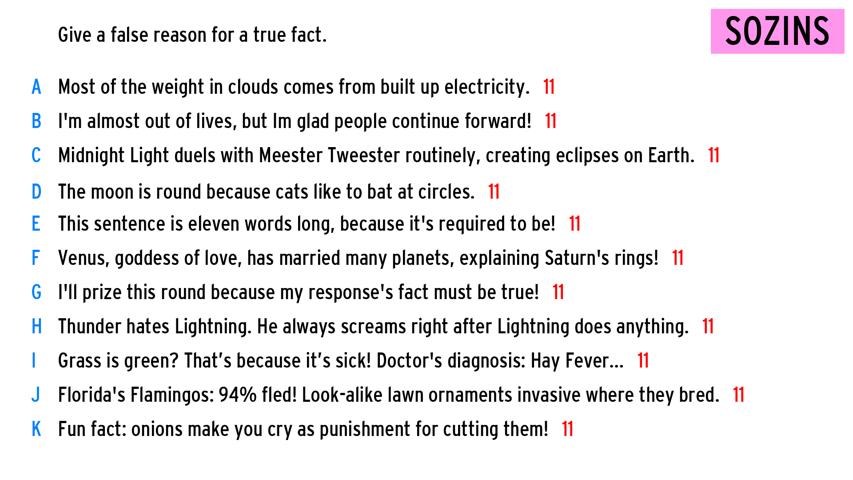 Give a false reason for a true fact.
SOZINS
A Most of the weight in clouds comes from built up electricity. 11
B I'm almost out of lives, but Im glad people continue forward! 11
C Midnight Light duels with Meester Tweester routinely, creating eclipses on Earth. 11
D The moon is round because cats like to bat at circles. 11
E This sentence is eleven words long, because it's required to be! 11
F Venus, goddess of love, has married many planets, explaining Saturn's rings! 11
G I'll prize this round because my response's fact must be true! 11
H Thunder hates Lightning. He always screams right after Lightning does anything. 11
I Grass is green? That’s because it’s sick! Doctor's diagnosis: Hay Fever... 11
J Florida's Flamingos: 94% fled! Look-alike lawn ornaments invasive where they bred. 11
K Fun fact: onions make you cry as punishment for cutting them! 11